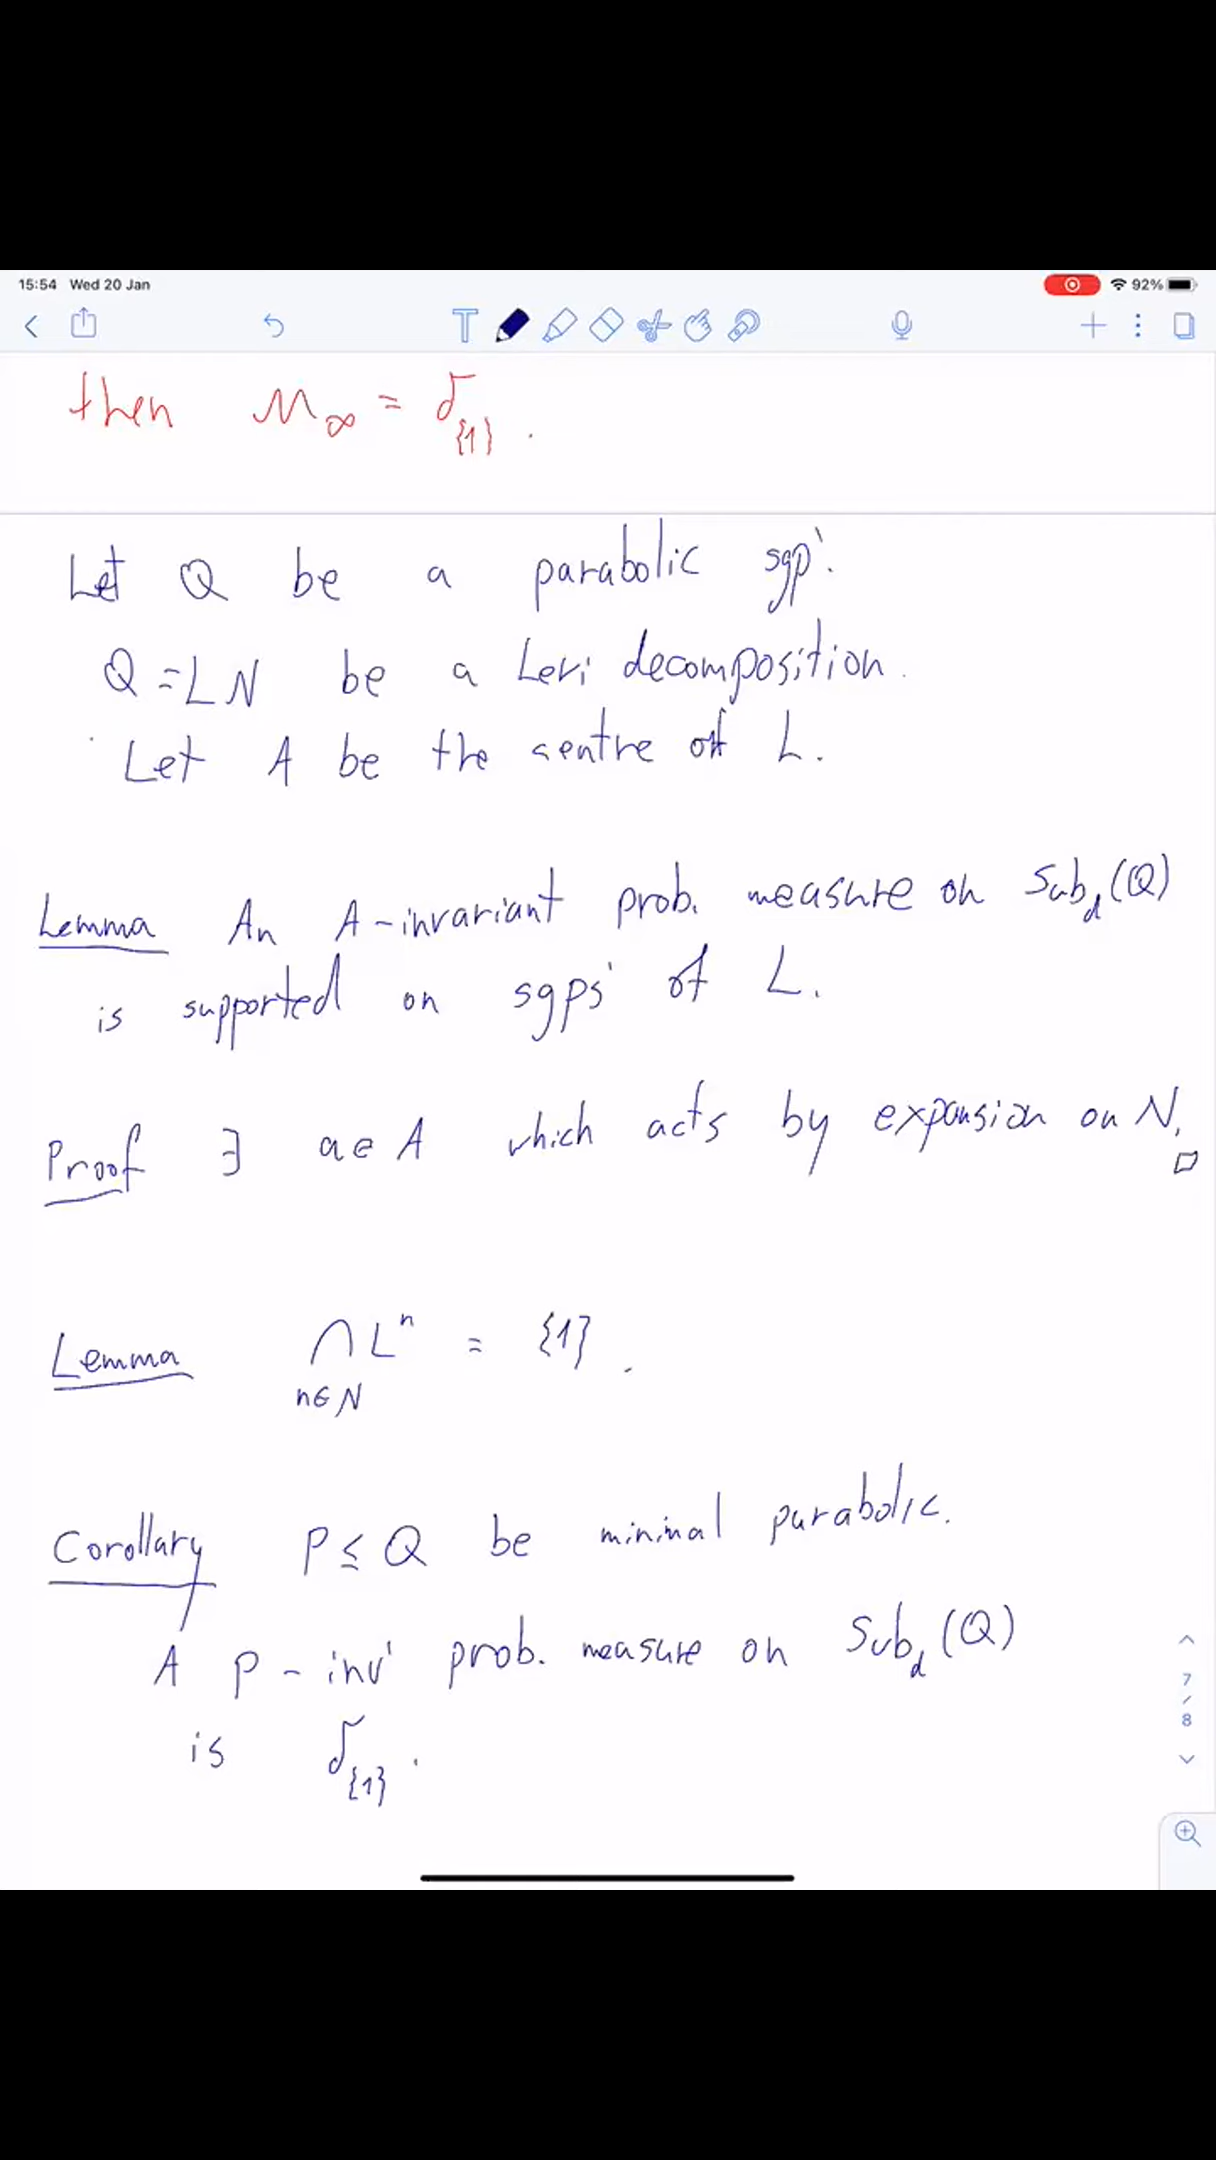 15:54 Wed 20 Jan 92%
then μ∞ = δ_{1} .
Let Q be a parabolic sgp'.
Q = LN be a Levi decomposition.
Let A be the centre of L.
Lemma An A-invariant prob. measure on Sub_d(Q)
is supported on sgps' of L.
Proof ∃ a ∈ A which acts by expansion on N. □
Lemma ⋂_{n∈N} L^n = {1} .
Corollary P ≤ Q be minimal parabolic.
A P-inv' prob. measure on Sub_d(Q)
is δ_{1} .
7
/
8